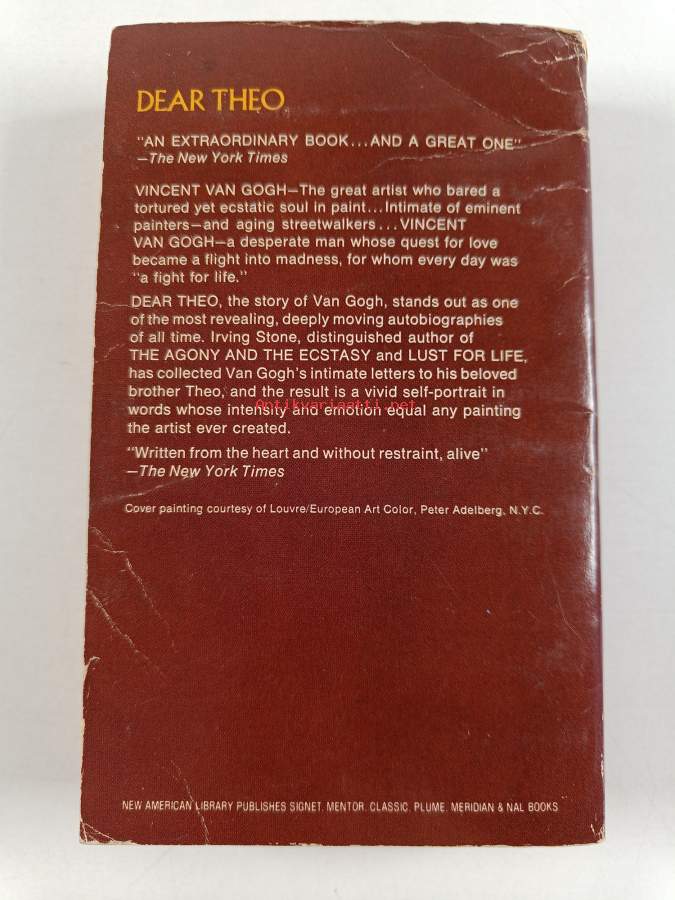 DEAR THEO
"AN EXTRAORDINARY BOOK...AND A GREAT ONE"
—The New York Times
VINCENT VAN GOGH—The great artist who bared a
tortured yet ecstatic soul in paint...Intimate of eminent
painters—and aging streetwalkers...VINCENT
VAN GOGH—a desperate man whose quest for love
became a flight into madness, for whom every day was
"a fight for life."
DEAR THEO, the story of Van Gogh, stands out as one
of the most revealing, deeply moving autobiographies
of all time. Irving Stone, distinguished author of
THE AGONY AND THE ECSTASY and LUST FOR LIFE,
has collected Van Gogh's intimate letters to his beloved
brother Theo, and the result is a vivid self-portrait in
words whose intensity and emotion equal any painting
Antikvariaatti.net
the artist ever created.
"Written from the heart and without restraint, alive"
—The New York Times
Cover painting courtesy of Louvre/European Art Color, Peter Adelberg, N.Y.C.
NEW AMERICAN LIBRARY PUBLISHES SIGNET, MENTOR, CLASSIC, PLUME, MERIDIAN & NAL BOOKS